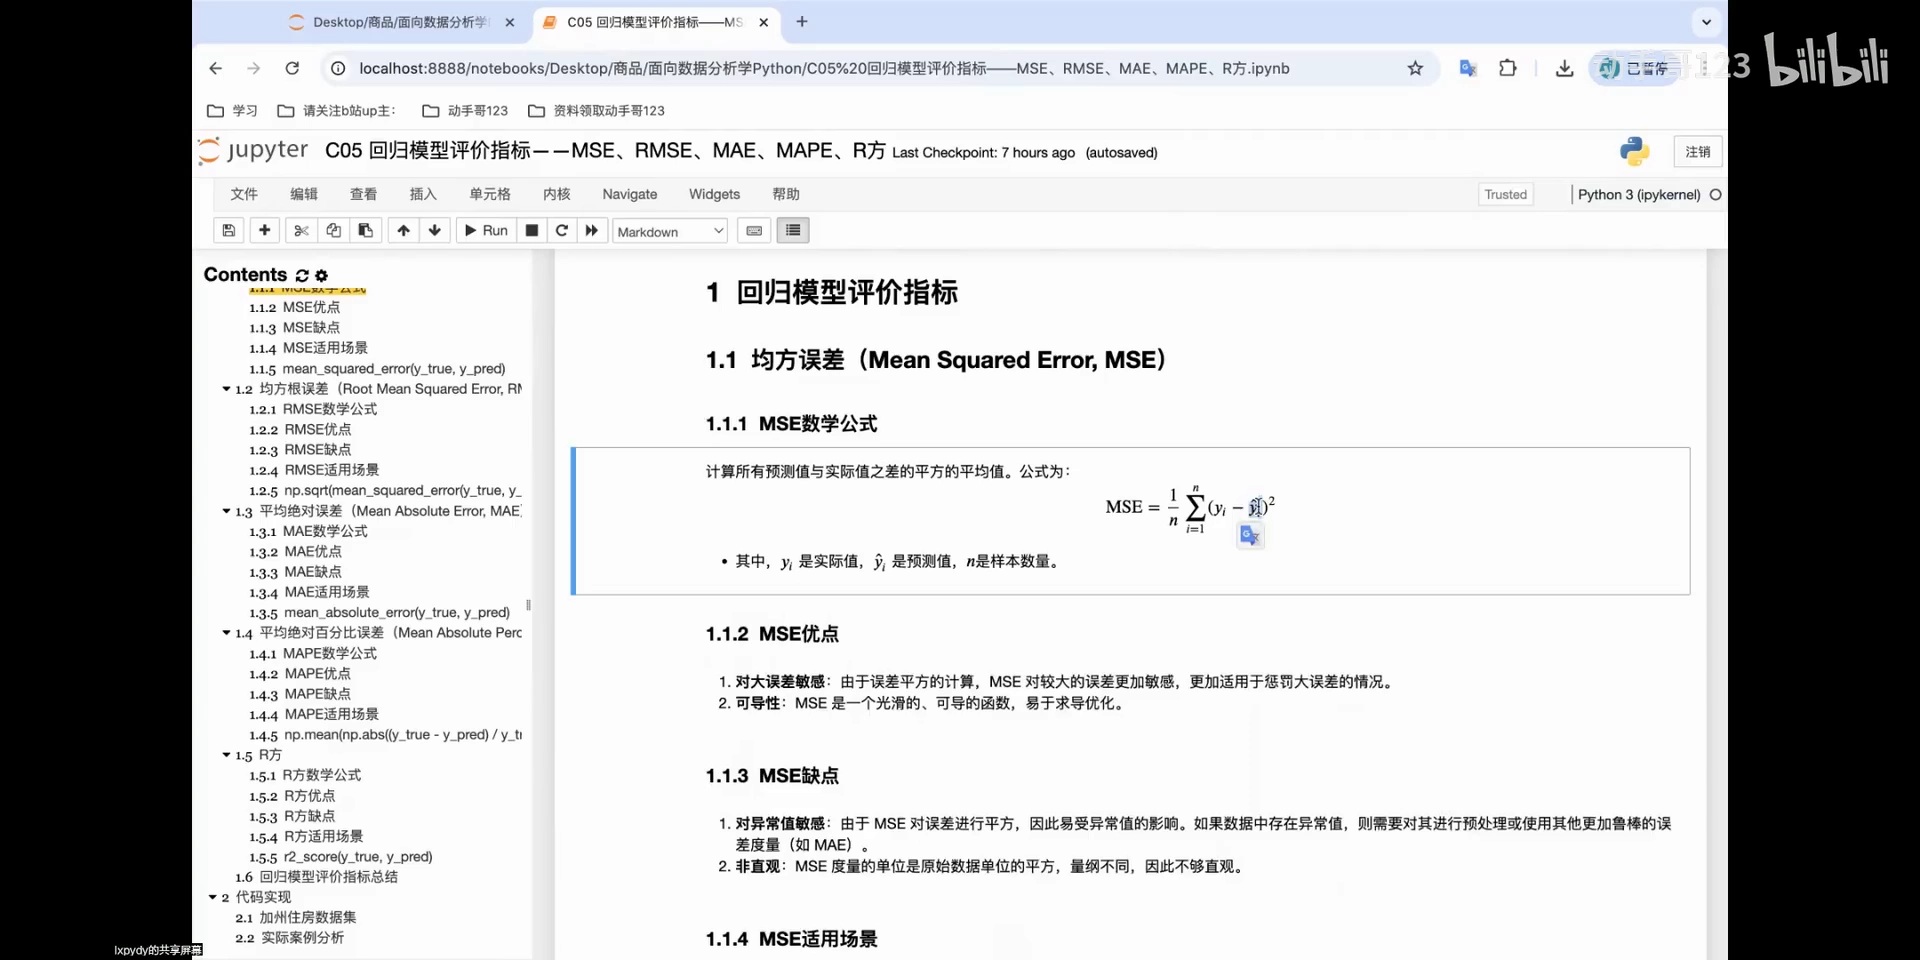 Desktop/商品/面向数据分析学
C05 回归模型评价指标——MS
localhost:8888/notebooks/Desktop/商品/面向数据分析学Python/C05%20回归模型评价指标——MSE、RMSE、MAE、MAPE、R方.ipynb
已暂停
动手哥123
bilibili
学习
请关注b站up主：
动手哥123
资料领取动手哥123
jupyter
C05 回归模型评价指标——MSE、RMSE、MAE、MAPE、R方 Last Checkpoint: 7 hours ago (autosaved)
注销
文件 编辑 查看 插入 单元格 内核 Navigate Widgets 帮助
Trusted
Python 3 (ipykernel)
Run
Markdown
Contents
1.1.1 MSE数学公式
1.1.2 MSE优点
1.1.3 MSE缺点
1.1.4 MSE适用场景
1.1.5 mean_squared_error(y_true, y_pred)
1.2 均方根误差（Root Mean Squared Error, RM
1.2.1 RMSE数学公式
1.2.2 RMSE优点
1.2.3 RMSE缺点
1.2.4 RMSE适用场景
1.2.5 np.sqrt(mean_squared_error(y_true, y_
1.3 平均绝对误差（Mean Absolute Error, MAE）
1.3.1 MAE数学公式
1.3.2 MAE优点
1.3.3 MAE缺点
1.3.4 MAE适用场景
1.3.5 mean_absolute_error(y_true, y_pred)
1.4 平均绝对百分比误差（Mean Absolute Perc
1.4.1 MAPE数学公式
1.4.2 MAPE优点
1.4.3 MAPE缺点
1.4.4 MAPE适用场景
1.4.5 np.mean(np.abs((y_true - y_pred) / y_tr
1.5 R方
1.5.1 R方数学公式
1.5.2 R方优点
1.5.3 R方缺点
1.5.4 R方适用场景
1.5.5 r2_score(y_true, y_pred)
1.6 回归模型评价指标总结
2 代码实现
2.1 加州住房数据集
2.2 实际案例分析
1 回归模型评价指标
1.1 均方误差（Mean Squared Error, MSE）
1.1.1 MSE数学公式
计算所有预测值与实际值之差的平方的平均值。公式为：
MSE = 1/n ∑ᵢ₌₁ⁿ (yᵢ − ŷᵢ)²
• 其中，yᵢ 是实际值，ŷᵢ 是预测值，n是样本数量。
1.1.2 MSE优点
1. 对大误差敏感：由于误差平方的计算，MSE 对较大的误差更加敏感，更加适用于惩罚大误差的情况。
2. 可导性：MSE 是一个光滑的、可导的函数，易于求导优化。
1.1.3 MSE缺点
1. 对异常值敏感：由于 MSE 对误差进行平方，因此易受异常值的影响。如果数据中存在异常值，则需要对其进行预处理或使用其他更加鲁棒的误
差度量（如 MAE）。
2. 非直观：MSE 度量的单位是原始数据单位的平方，量纲不同，因此不够直观。
1.1.4 MSE适用场景
lxpydy的共享屏幕